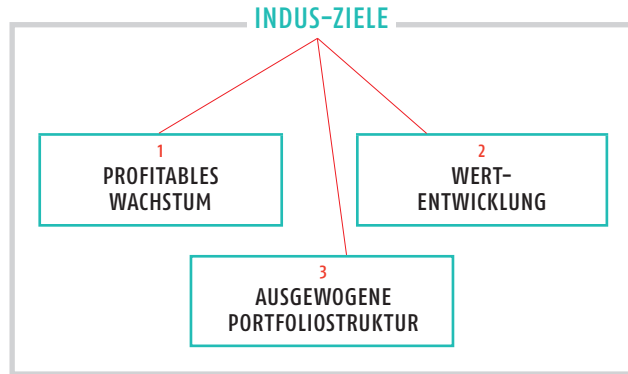 INDUS-ZIELE
1
PROFITABLES
WACHSTUM
2
WERT-
ENTWICKLUNG
3
AUSGEWOGENE
PORTFOLIOSTRUKTUR